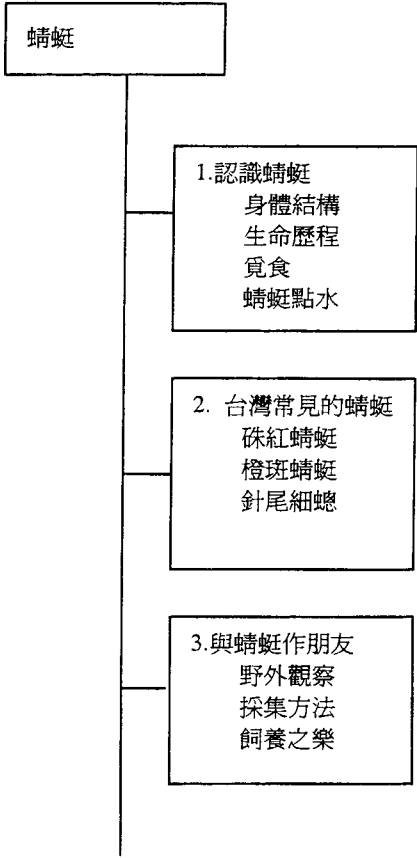 蜻蜓
1.認識蜻蜓
身體結構
生命歷程
覓食
蜻蜓點水
2. 台灣常見的蜻蜓
硃紅蜻蜓
橙斑蜻蜓
針尾細蟌
3.與蜻蜓作朋友
野外觀察
採集方法
飼養之樂